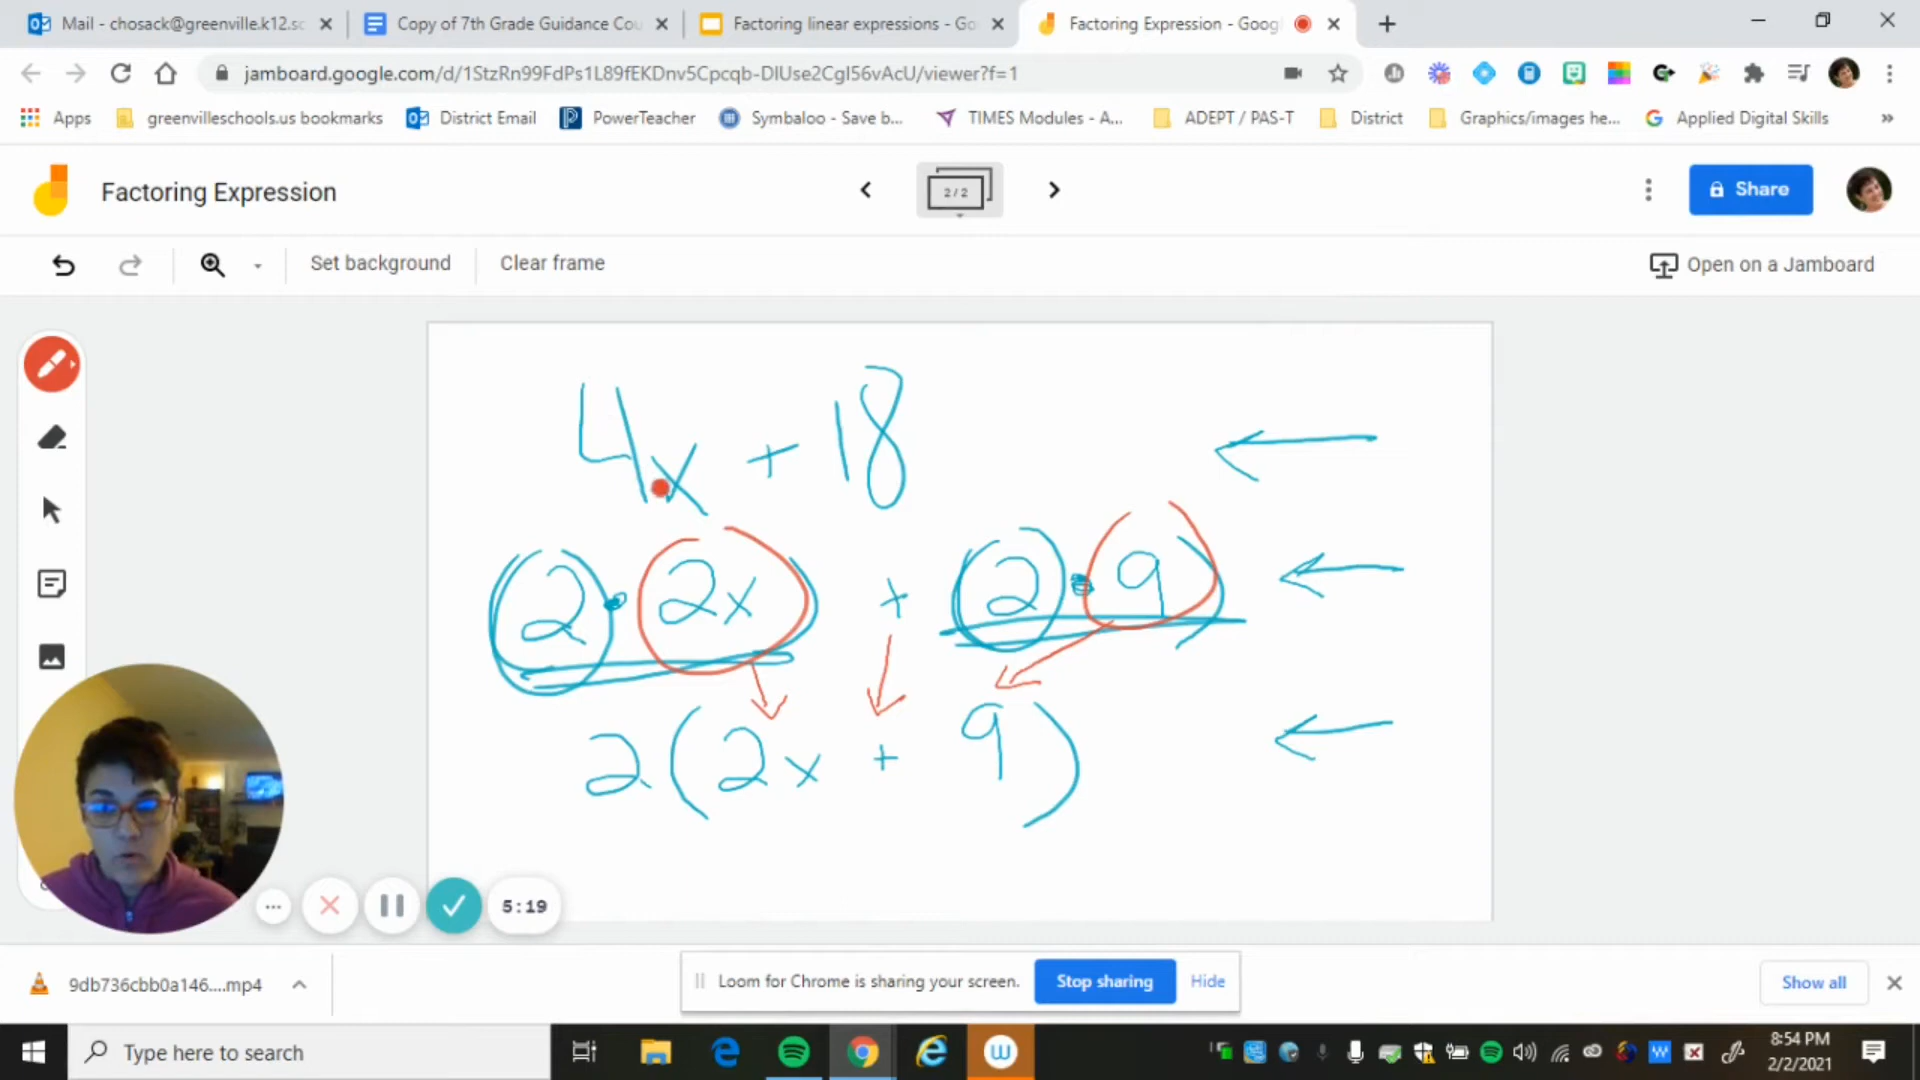 Mail - chosack@greenville.k12.sc
Copy of 7th Grade Guidance Cou
Factoring linear expressions - Go
Factoring Expression - Googl
jamboard.google.com/d/1StzRn99FdPs1L89fEKDnv5Cpcqb-DlUse2CgI56vAcU/viewer?f=1
Apps
greenvilleschools.us bookmarks
District Email
PowerTeacher
Symbaloo - Save b...
TIMES Modules - A...
ADEPT / PAS-T
District
Graphics/images he...
Applied Digital Skills
»
Factoring Expression
2 / 2
Share
Set background
Clear frame
Open on a Jamboard
4x + 18
(2 · 2x) + (2 · 9)
2(2x + 9)
5:19
9db736cbb0a146....mp4
Loom for Chrome is sharing your screen.
Stop sharing
Hide
Show all
Type here to search
8:54 PM
2/2/2021